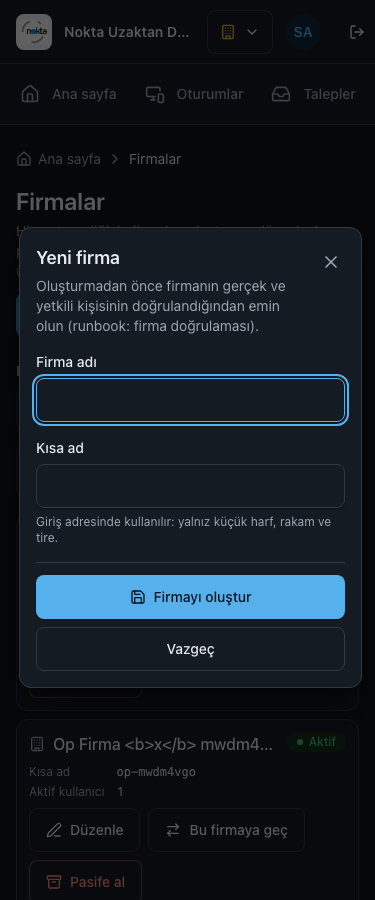 nokta
Nokta Uzaktan D...
SA
Ana sayfa
Oturumlar
Talepler
Ana sayfa > Firmalar
Firmalar
Yeni firma
Oluşturmadan önce firmanın gerçek ve
yetkili kişisinin doğrulandığından emin
olun (runbook: firma doğrulaması).
Firma adı
Kısa ad
Giriş adresinde kullanılır: yalnız küçük harf, rakam ve
tire.
Firmayı oluştur
Vazgeç
Op Firma <b>x</b> mwdm4...
Aktif
Kısa ad op-mwdm4vgo
Aktif kullanıcı 1
Düzenle
Bu firmaya geç
Pasife al